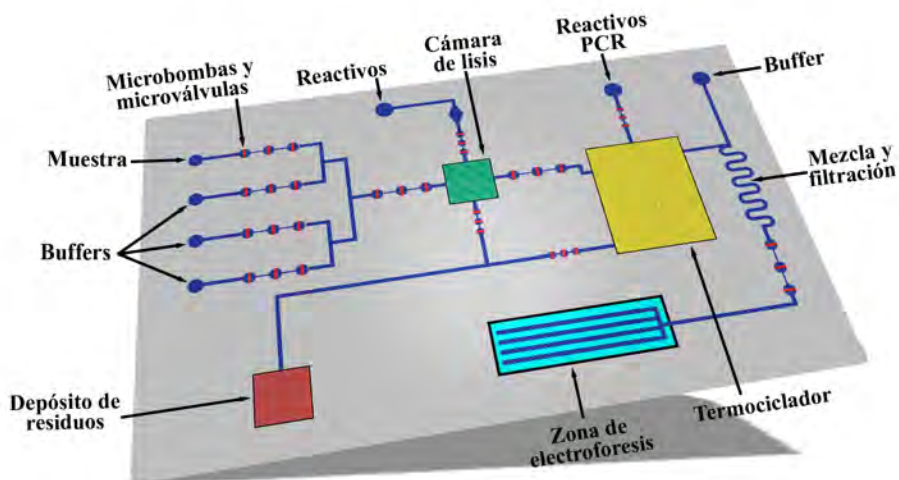 Reactivos
PCR
Cámara
de lisis
Buffer
Reactivos
Microbombas y
microválvulas
Mezcla y
filtración
Muestra
Buffers
Depósito de
residuos
Zona de
electroforesis
Termociclador